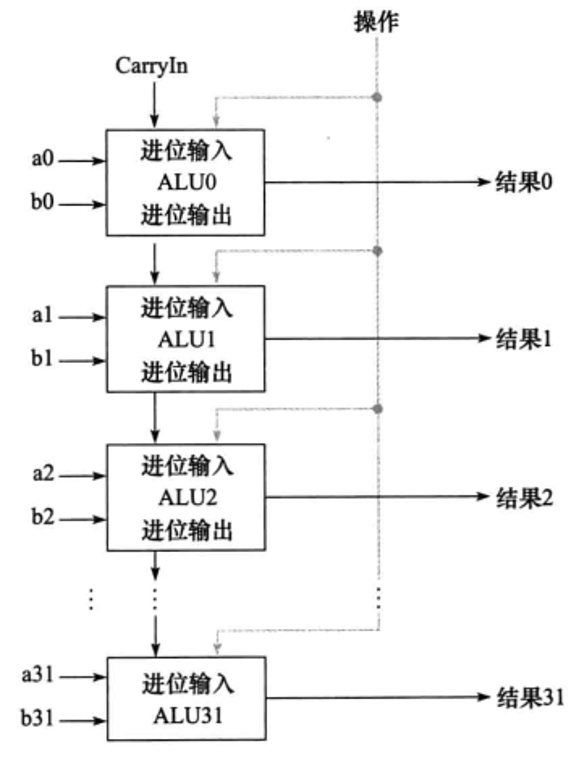 操作
CarryIn
a0
b0
进位输入
ALU0
进位输出
结果0
a1
b1
进位输入
ALU1
进位输出
结果1
a2
b2
进位输入
ALU2
进位输出
结果2
a31
b31
进位输入
ALU31
结果31